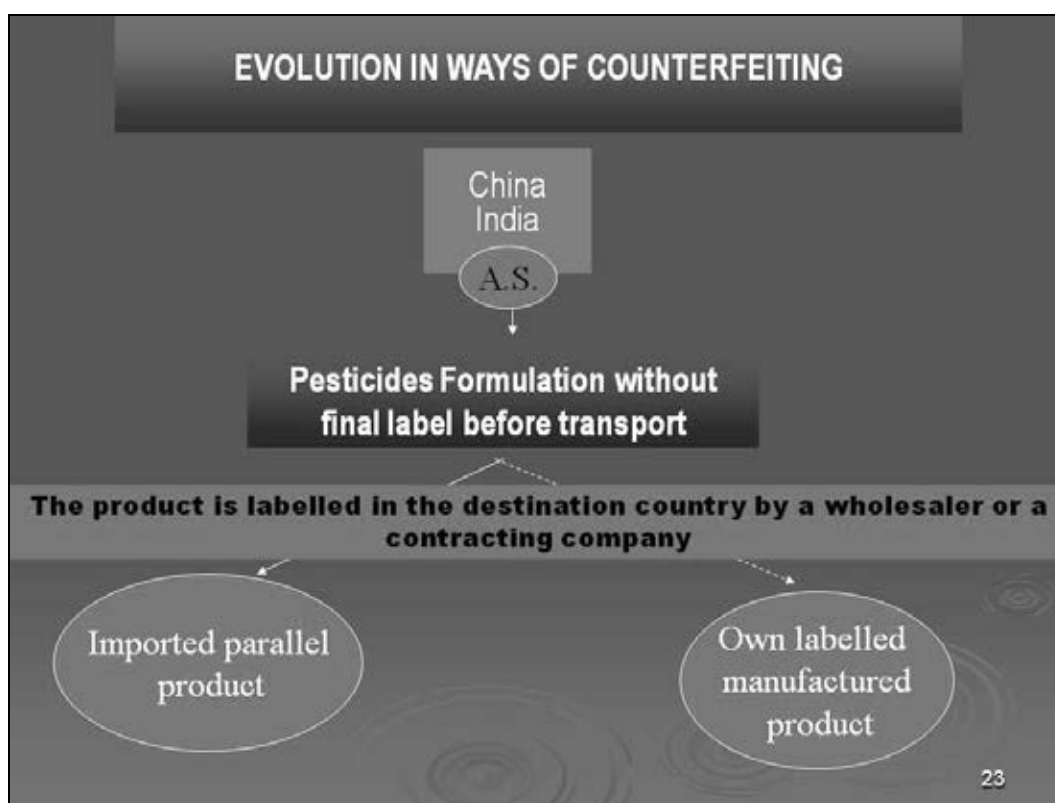 EVOLUTION IN WAYS OF COUNTERFEITING
China
India
A.S.
Pesticides Formulation without
final label before transport
The product is labelled in the destination country by a wholesaler or a
contracting company
Imported parallel
product
Own labelled
manufactured
product
23